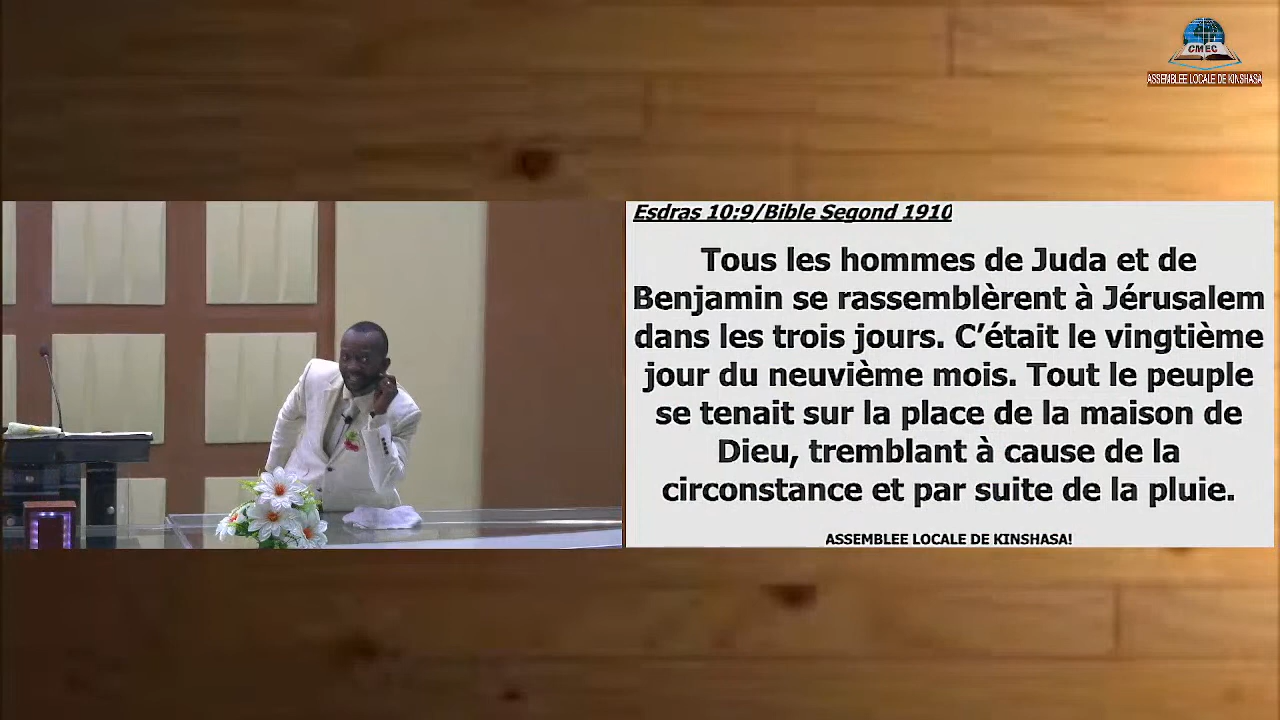 CMEC
ASSEMBLEE LOCALE DE KINSHASA
Esdras 10:9/Bible Segond 1910
Tous les hommes de Juda et de
Benjamin se rassemblèrent à Jérusalem
dans les trois jours. C’était le vingtième
jour du neuvième mois. Tout le peuple
se tenait sur la place de la maison de
Dieu, tremblant à cause de la
circonstance et par suite de la pluie.
ASSEMBLEE LOCALE DE KINSHASA!